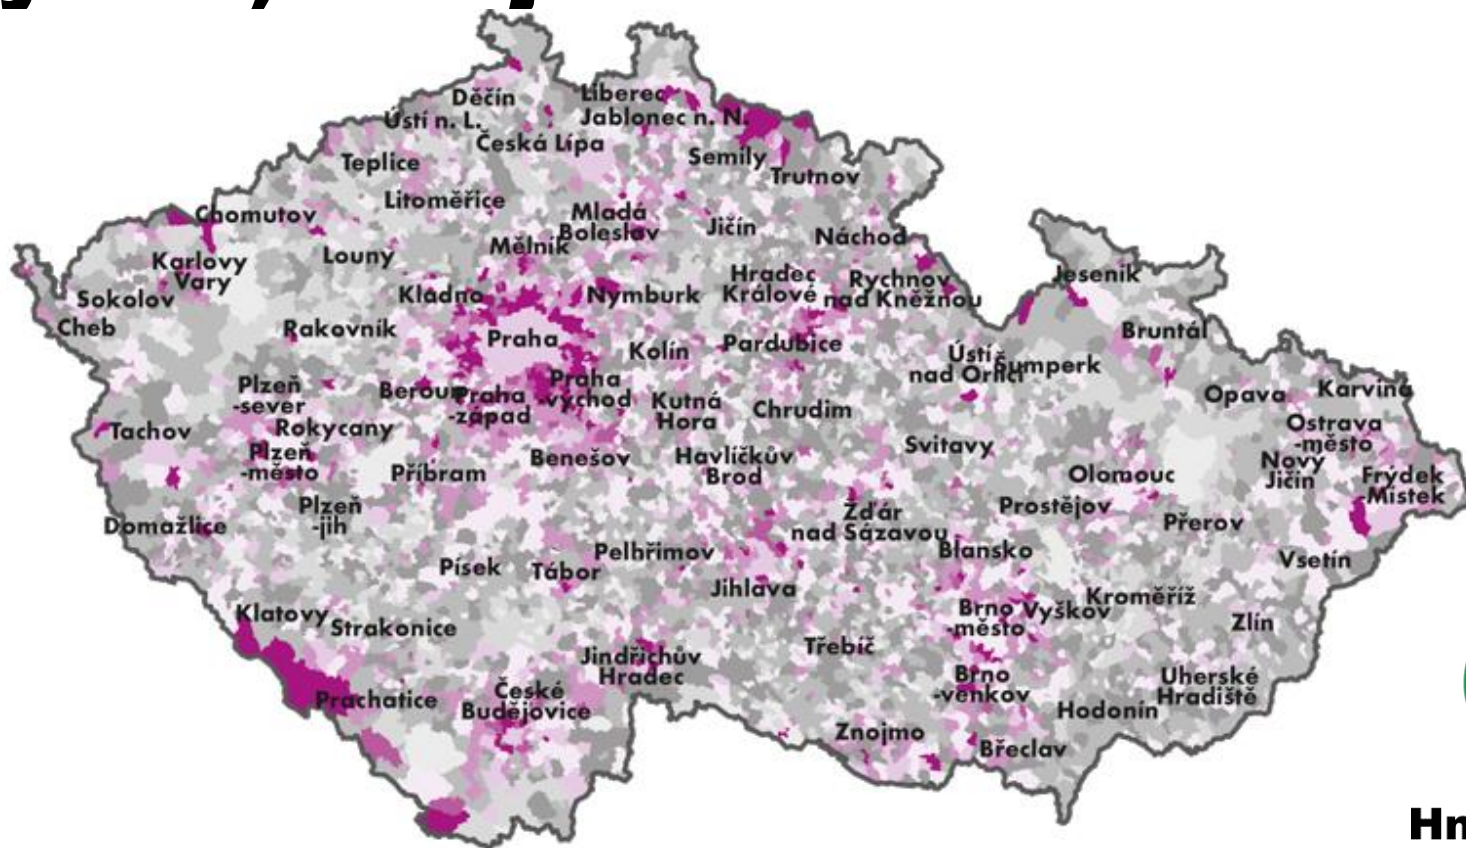 Děčín
Liberec
Ústí n. L.
Jablonec n. N.
Česká Lípa
Teplice
Semily
Trutnov
Litoměřice
Chomutov
Mladá
Boleslav
Jičín
Náchod
Mělník
Louny
Karlovy
Vary
Hradec
Králové
Rychnov
nad Kněžnou
Jeseník
Sokolov
Kladno
Nymburk
Cheb
Rakovník
Praha
Kolín
Pardubice
Bruntál
Ústí
nad Orlicí
Šumperk
Plzeň
-sever
Beroun
Praha
-západ
Praha
-východ
Kutná
Hora
Chrudim
Opava
Karviná
Tachov
Rokycany
Ostrava
-město
Plzeň
-město
Příbram
Benešov
Havlíčkův
Brod
Svitavy
Olomouc
Nový
Jičín
Frýdek
-Místek
Plzeň
-jih
Domažlice
Žďár
nad Sázavou
Prostějov
Přerov
Pelhřimov
Blansko
Vsetín
Písek
Tábor
Jihlava
Klatovy
Strakonice
Brno
-město
Vyškov
Kroměříž
Zlín
Třebíč
Jindřichův
Hradec
Prachatice
České
Budějovice
Brno
-venkov
Uherské
Hradiště
Hodonín
Znojmo
Břeclav
Hn